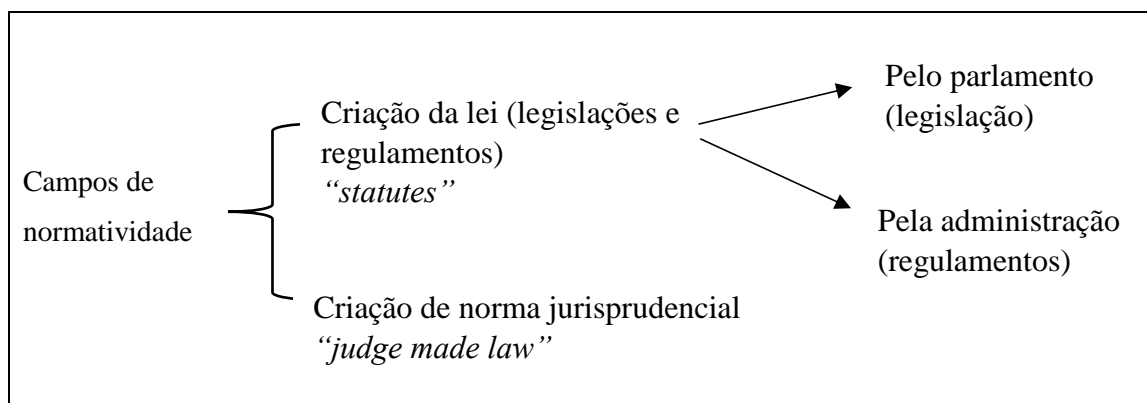 Campos de
normatividade
Criação da lei (legislações e
regulamentos)
“statutes”
Pelo parlamento
(legislação)
Pela administração
(regulamentos)
Criação de norma jurisprudencial
“judge made law”